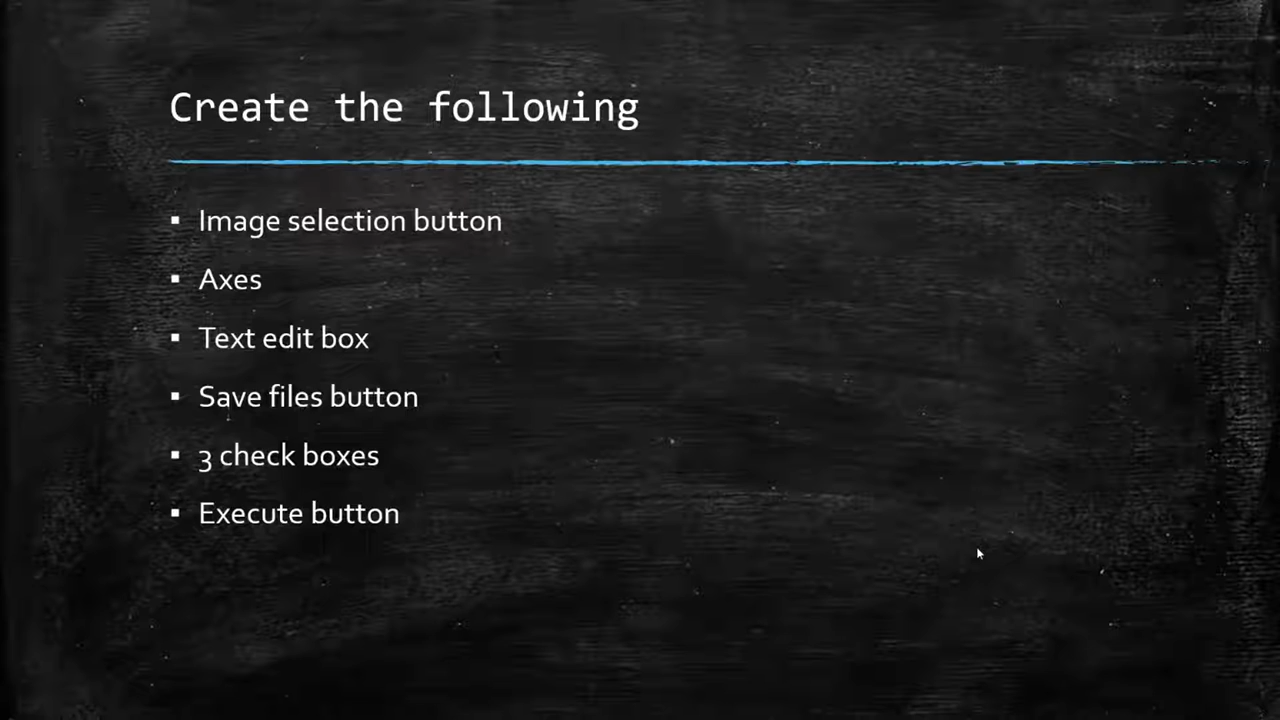 Create the following
▪ Image selection button
▪ Axes
▪ Text edit box
▪ Save files button
▪ 3 check boxes
▪ Execute button